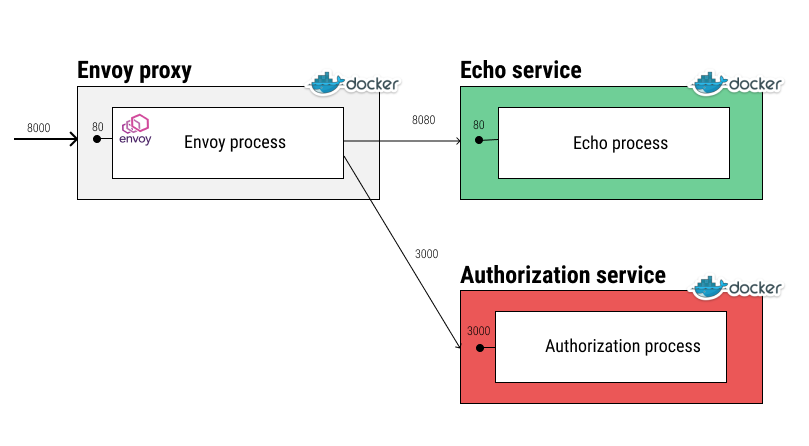 Envoy proxy
docker
8000
80
envoy
Envoy process
8080
Echo service
docker
80
Echo process
3000
Authorization service
docker
3000
Authorization process